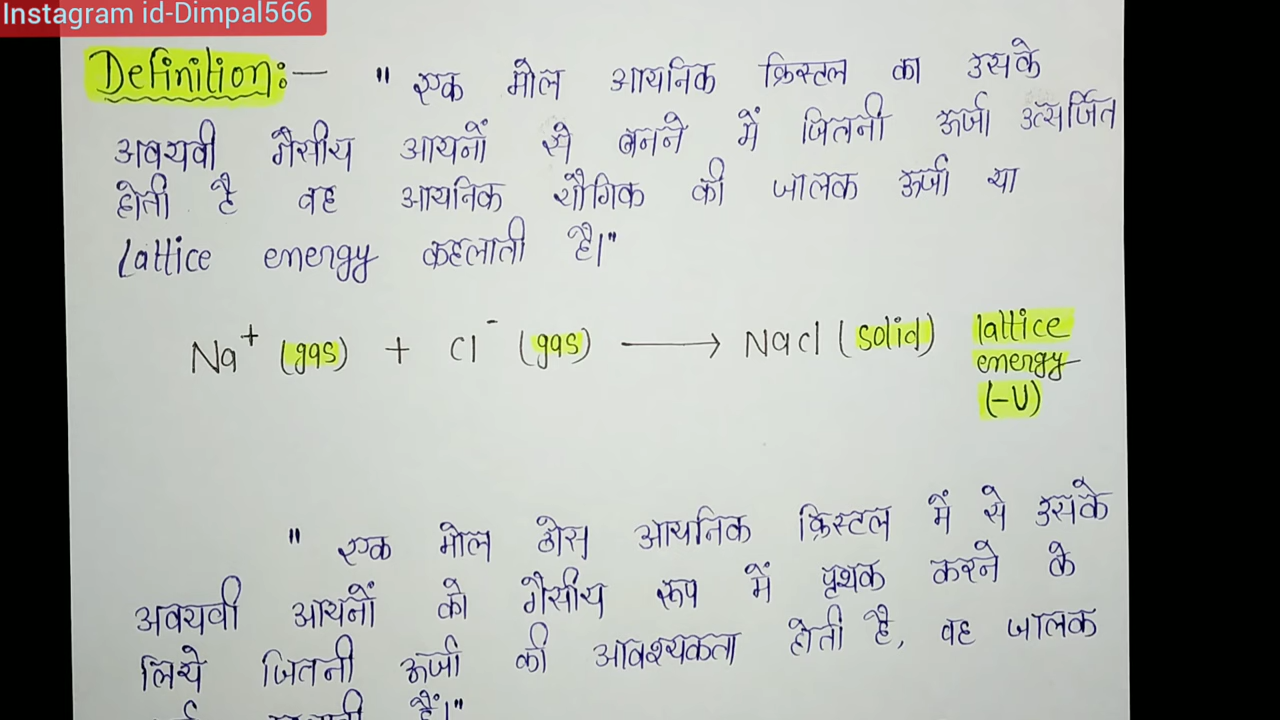 Instagram id-Dimpal566
Definition:— " एक मोल आयनिक क्रिस्टल का उसके
अवयवी गैसीय आयनों से बनने में जितनी ऊर्जा उत्सर्जित
होती है वह आयनिक यौगिक की जालक ऊर्जा या
Lattice energy कहलाती है।"
Na⁺ (gas) + Cl⁻ (gas) ⟶ Nacl (solid) lattice
energy
(-U)
" एक मोल ठोस आयनिक क्रिस्टल में से उसके
अवयवी आयनों को गैसीय रूप में पृथक करने के
लिये जितनी ऊर्जा की आवश्यकता होती है, वह जालक
हैं।"